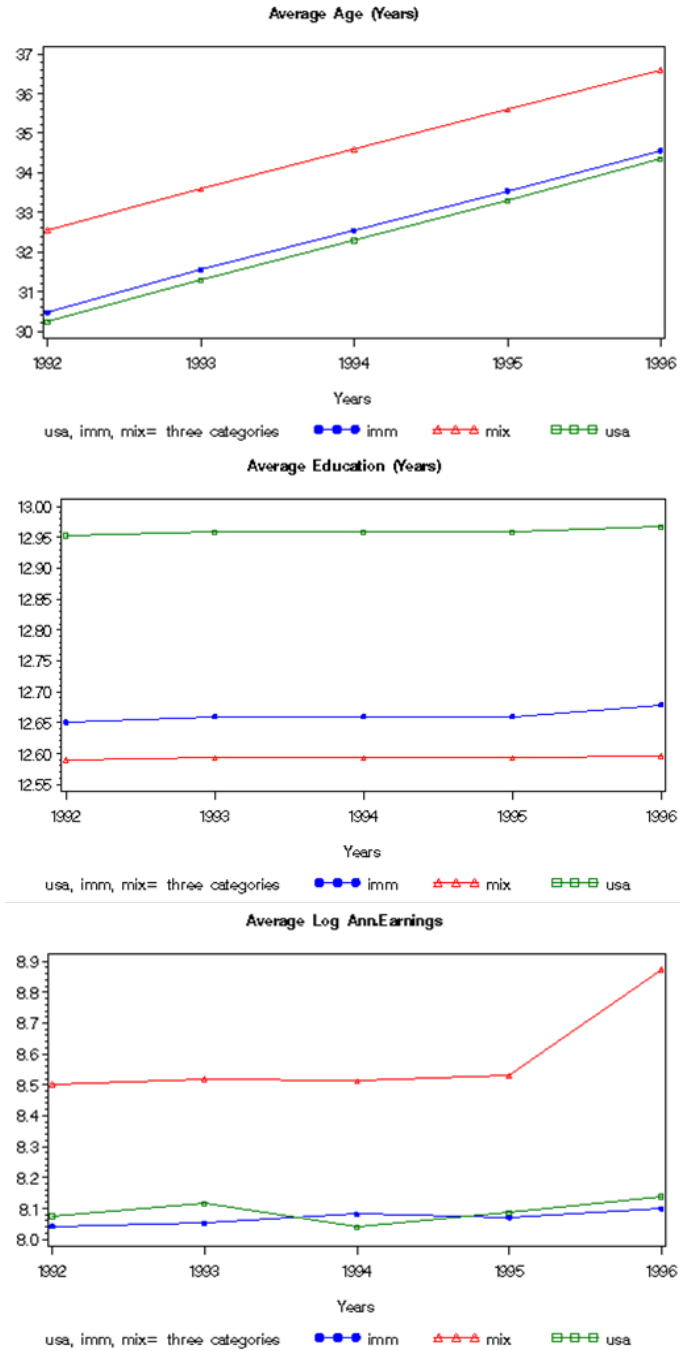 Average Age (Years)
37
36
35
34
33
32
31
30
1992 1993 1994 1995 1996
Years
usa, imm, mix= three categories imm mix usa
Average Education (Years)
13.00
12.95
12.90
12.85
12.80
12.75
12.70
12.65
12.60
12.55
1992 1993 1994 1995 1996
Years
usa, imm, mix= three categories imm mix usa
Average Log Ann.Earnings
8.9
8.8
8.7
8.6
8.5
8.4
8.3
8.2
8.1
8.0
1992 1993 1994 1995 1996
Years
usa, imm, mix= three categories imm mix usa